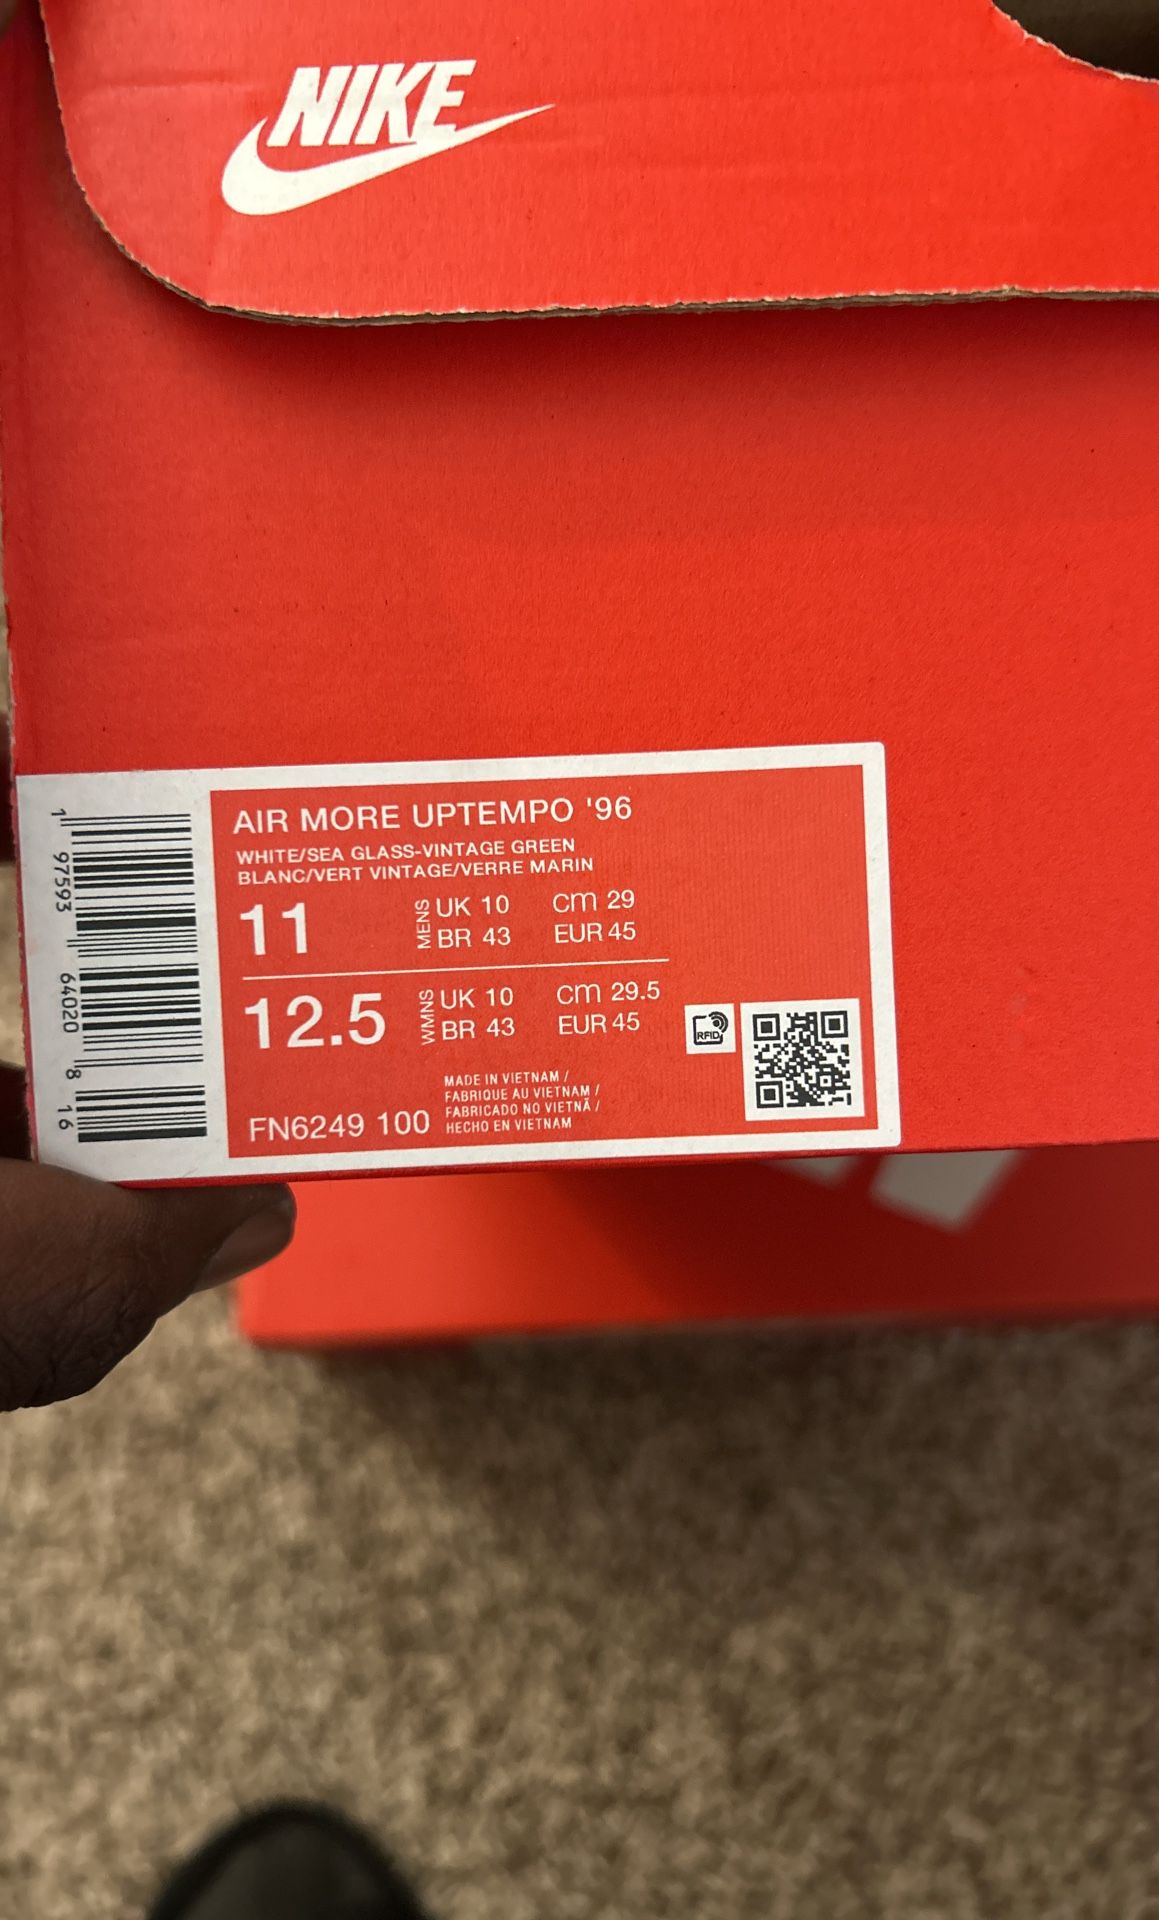 NIKE
AIR MORE UPTEMPO '96
WHITE/SEA GLASS-VINTAGE GREEN
BLANC/VERT VINTAGE/VERRE MARIN
11 MENS UK 10 CM 29
BR 43 EUR 45
12.5 WMNS UK 10 CM 29.5
BR 43 EUR 45
RFID
MADE IN VIETNAM /
FABRIQUE AU VIETNAM /
FABRICADO NO VIETNÃ /
HECHO EN VIETNAM
FN6249 100
1 97593 64020 8 16